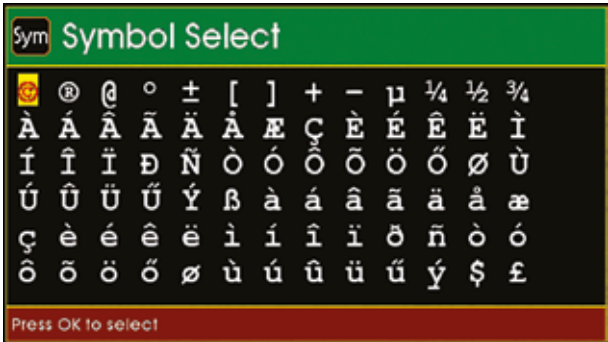 Sym Symbol Select
© ® @ ° ± [ ] + − µ ¼ ½ ¾
À Á Â Ã Ä Å Æ Ç È É Ê Ë Ì
Í Î Ï Ð Ñ Ò Ó Ô Õ Ö Ő Ø Ù
Ú Û Ü Ű Ý ß à á â ã ä å æ
ç è é ê ë ì í î ï ð ñ ò ó
ô õ ö ő ø ù ú û ü ű ý $ £
Press OK to select